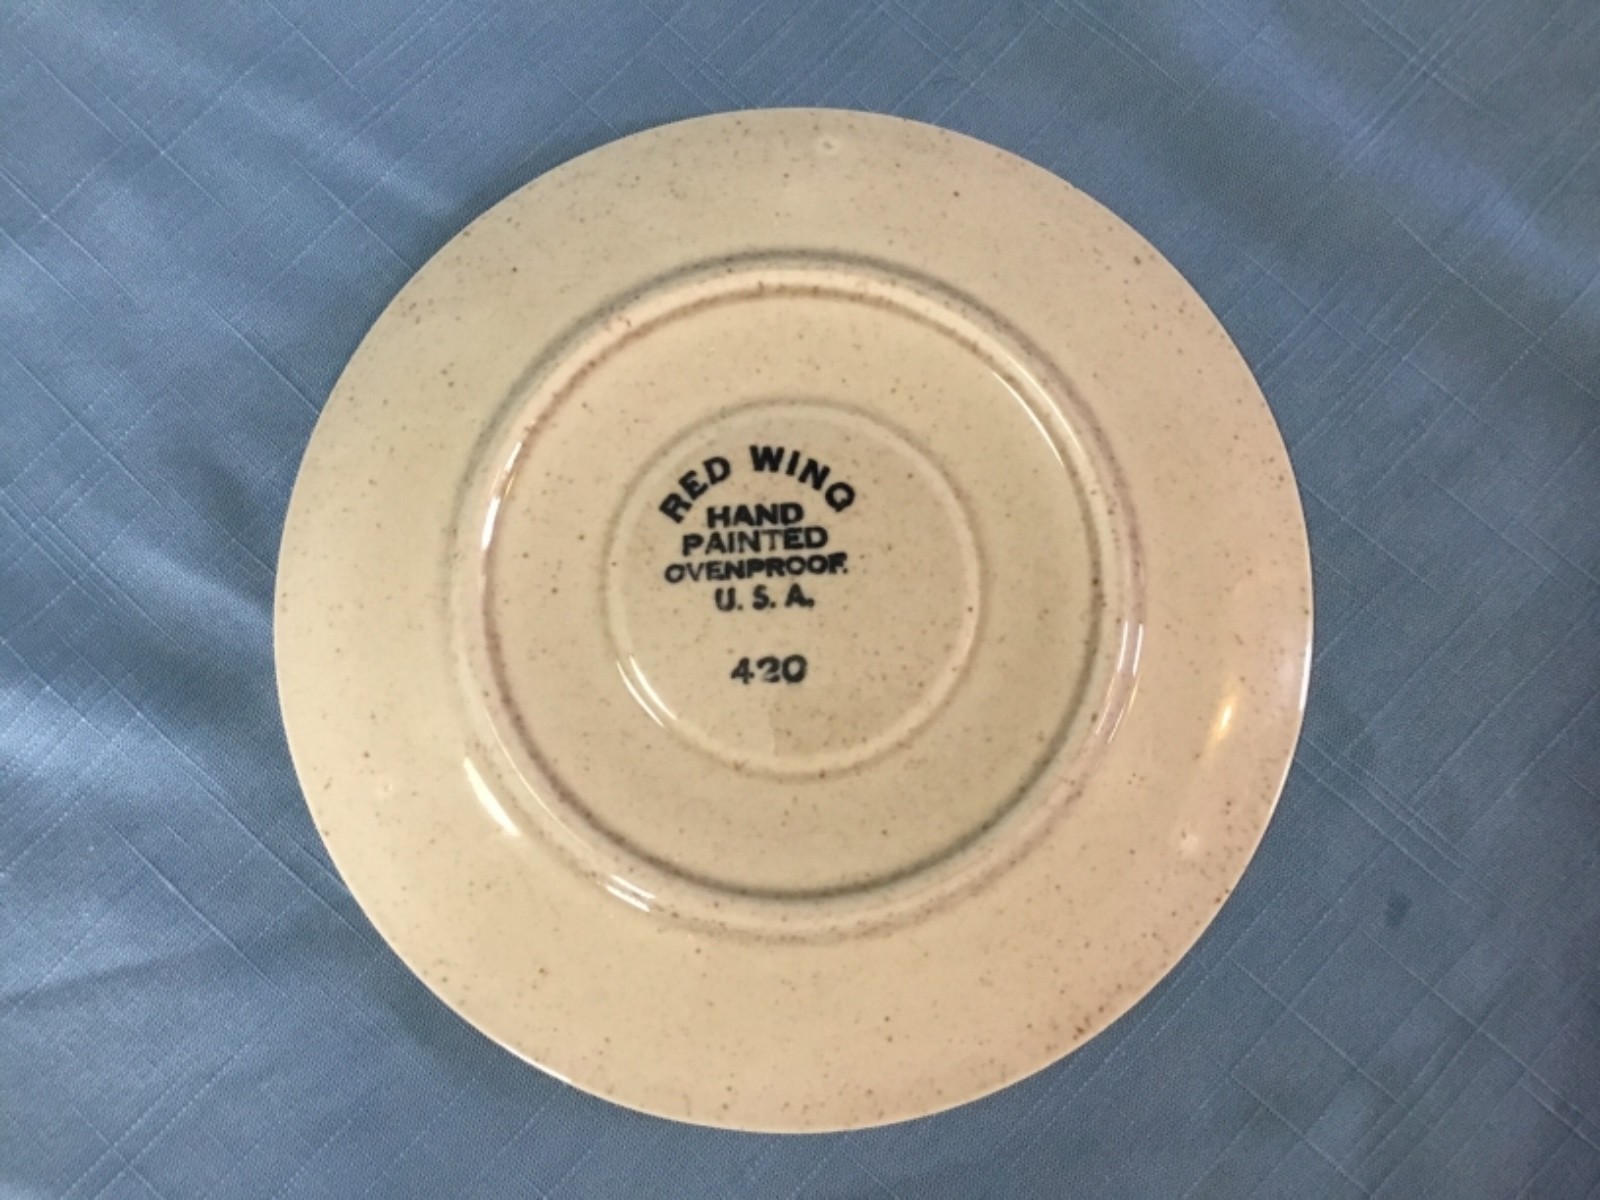 RED WING
HAND
PAINTED
OVENPROOF.
U. S. A.
420